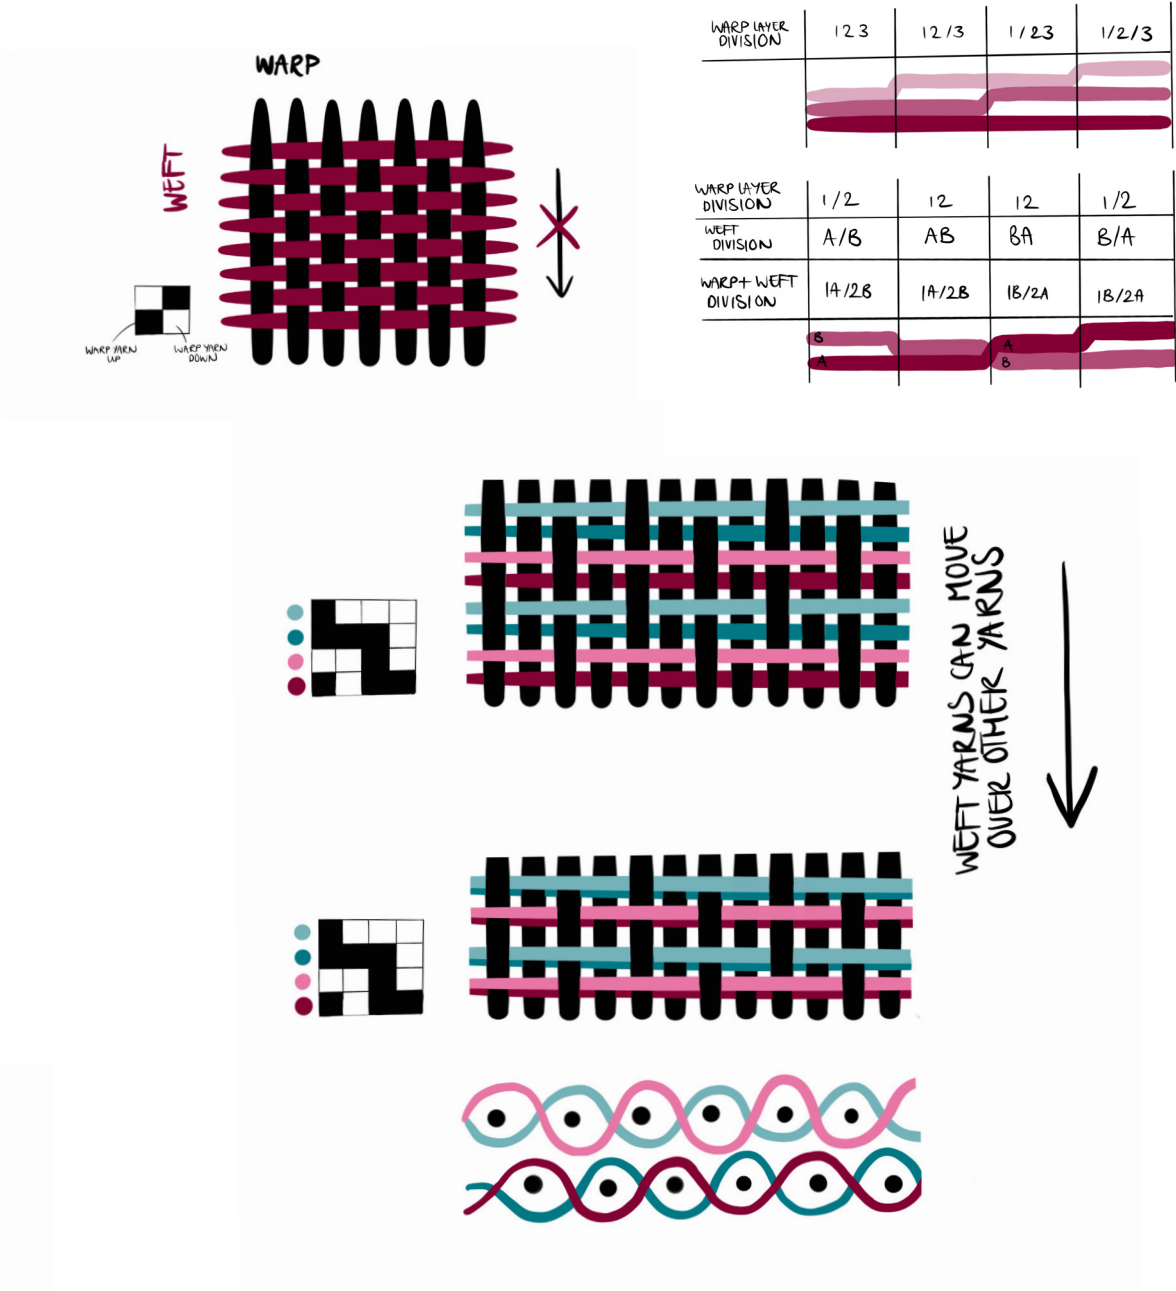 WARP
WEFT
WARP YARN
UP
WARP YARN
DOWN
WARP LAYER
DIVISION
123
12/3
1/23
1/2/3
WARP LAYER
DIVISION
1/2
12
12
1/2
WEFT
DIVISION
A/B
AB
BA
B/A
WARP+ WEFT
DIVISION
1A/2B
1A/2B
1B/2A
1B/2A
B
A
A
B
WEFT YARNS CAN MOVE
OVER OTHER YARNS